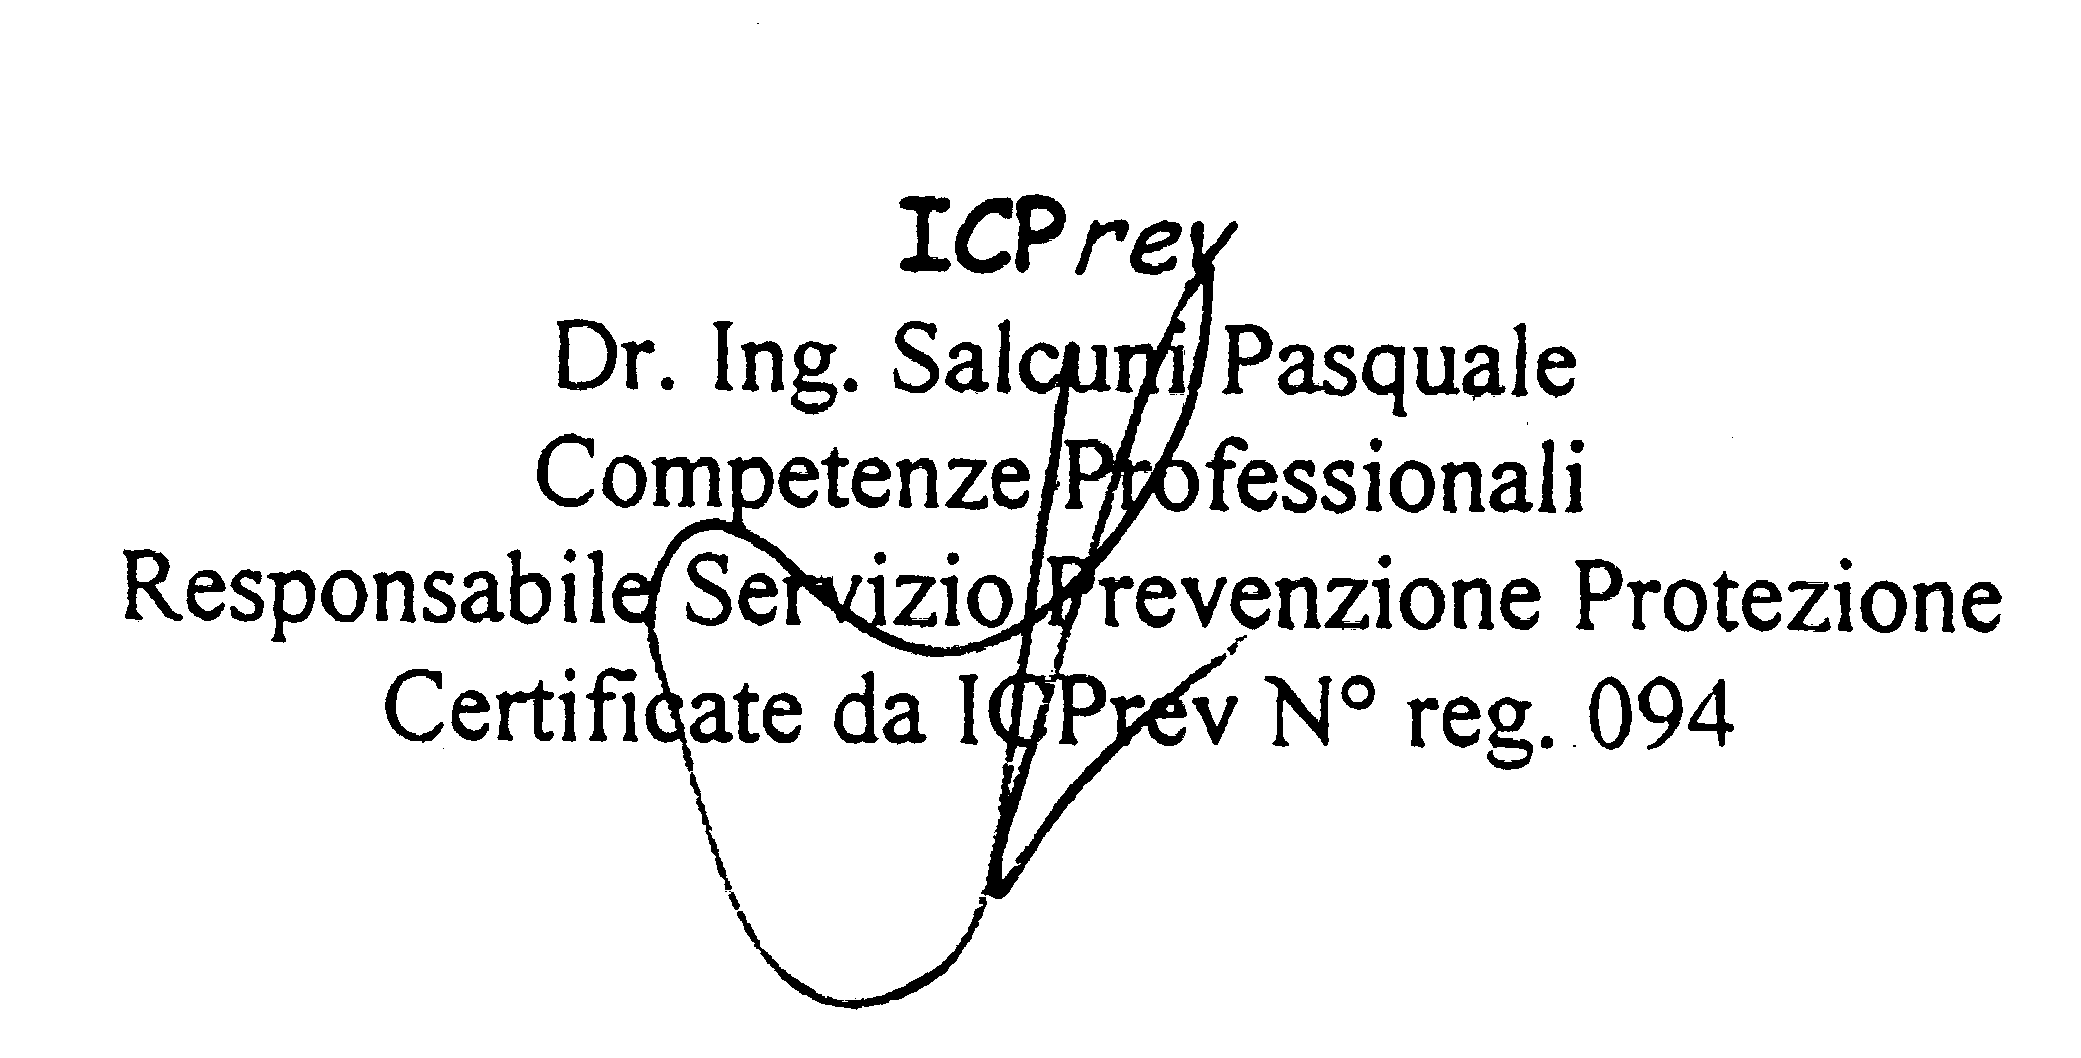 ICPrev
Dr. Ing. Salcuni Pasquale
Competenze Professionali
Responsabile Servizio Prevenzione Protezione
Certificate da ICPrev N° reg. 094